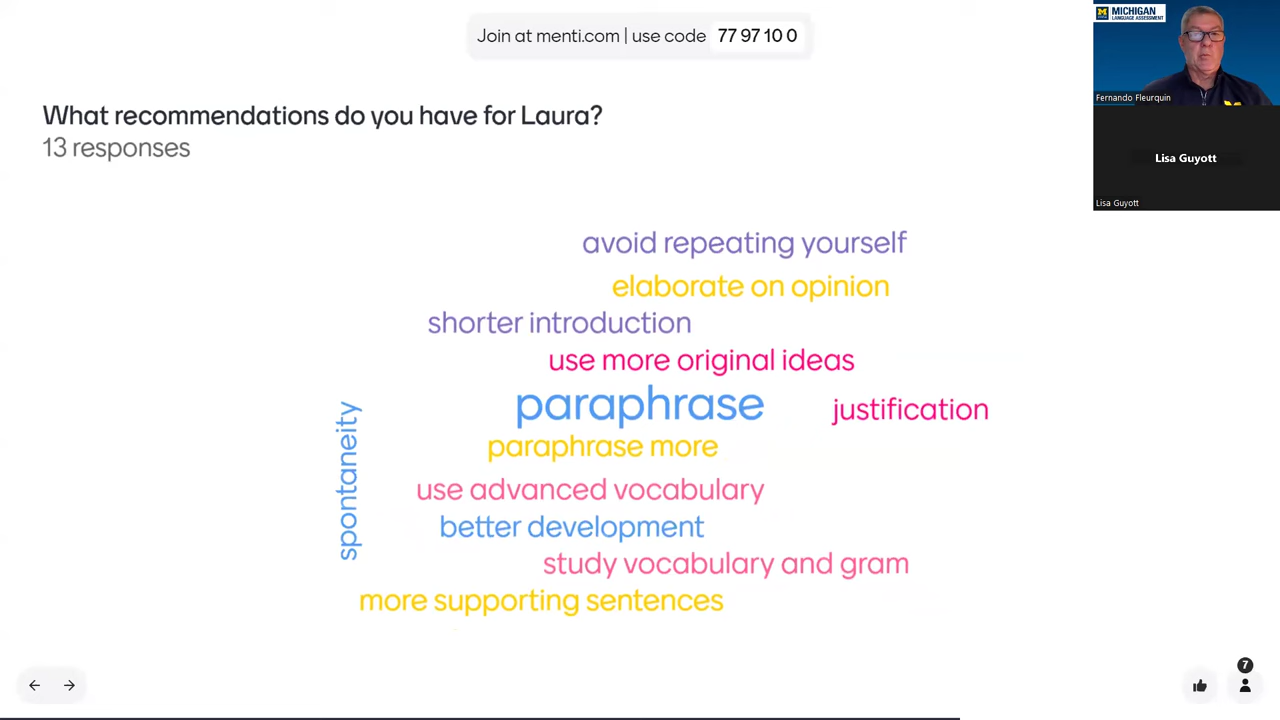 Join at menti.com | use code 77 97 10 0
MICHIGAN
LANGUAGE ASSESSMENT
Fernando Fleurquin
Lisa Guyott
Lisa Guyott
What recommendations do you have for Laura?
13 responses
avoid repeating yourself
elaborate on opinion
shorter introduction
use more original ideas
paraphrase
justification
spontaneity
paraphrase more
use advanced vocabulary
better development
study vocabulary and gram
more supporting sentences
7